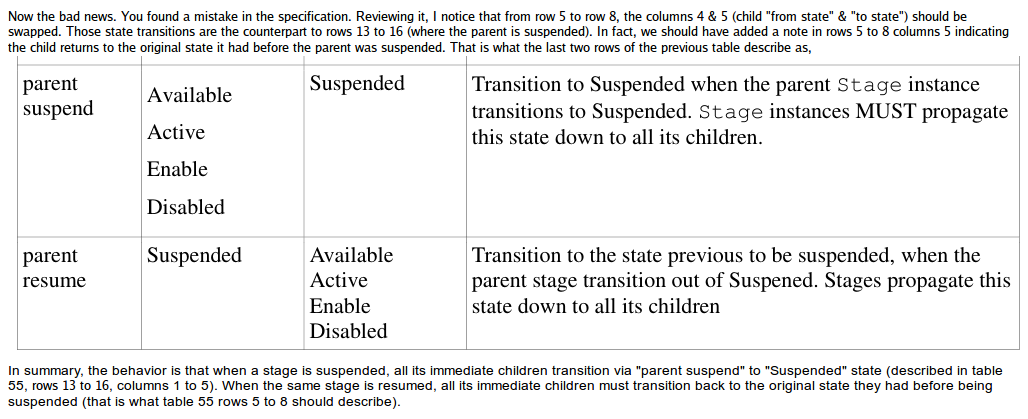 Now the bad news. You found a mistake in the specification. Reviewing it, I notice that from row 5 to row 8, the columns 4 & 5 (child "from state" & "to state") should be
swapped. Those state transitions are the counterpart to rows 13 to 16 (where the parent is suspended). In fact, we should have added a note in rows 5 to 8 columns 5 indicating
the child returns to the original state it had before the parent was suspended. That is what the last two rows of the previous table describe as,
parent
suspend
Available
Active
Enable
Disabled
Suspended
Transition to Suspended when the parent Stage instance
transitions to Suspended. Stage instances MUST propagate
this state down to all its children.
parent
resume
Suspended
Available
Active
Enable
Disabled
Transition to the state previous to be suspended, when the
parent stage transition out of Suspened. Stages propagate this
state down to all its children
In summary, the behavior is that when a stage is suspended, all its immediate children transition via "parent suspend" to "Suspended" state (described in table
55, rows 13 to 16, columns 1 to 5). When the same stage is resumed, all its immediate children must transition back to the original state they had before being
suspended (that is what table 55 rows 5 to 8 should describe).